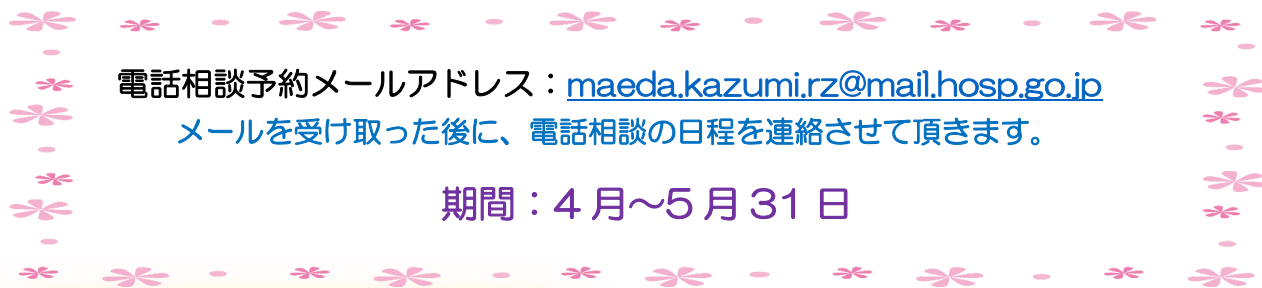 電話相談予約メールアドレス：maeda.kazumi.rz@mail.hosp.go.jp
メールを受け取った後に、電話相談の日程を連絡させて頂きます。
期間：４月～５月３１日